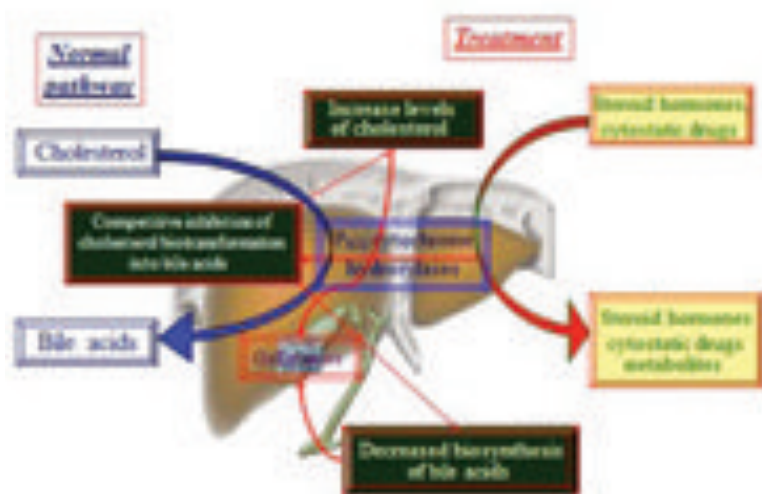 Normal
pathway
Treatment
Increase levels
of cholesterol
Steroid hormones,
cytostatic drugs
Cholesterol
Competitive inhibition of
cholesterol biotransformation
into bile acids
cytochrome
hydroxylases
Bile acids
Steroid hormones
cytostatic drugs
metabolites
Decreased biosynthesis
of bile acids